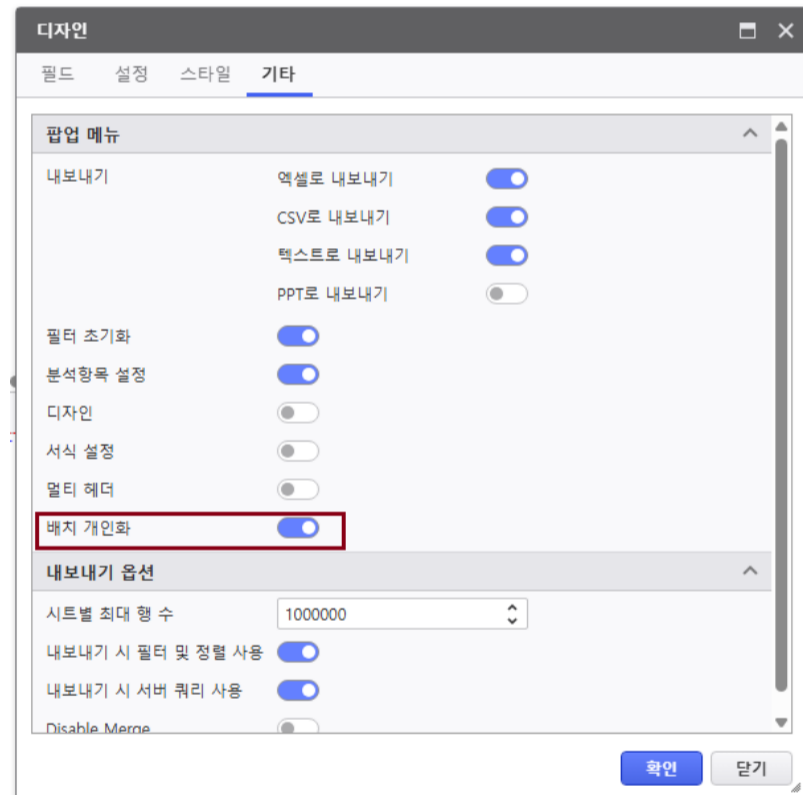 디자인
필드 설정 스타일 기타
팝업 메뉴
내보내기 엑셀로 내보내기
CSV로 내보내기
텍스트로 내보내기
PPT로 내보내기
필터 초기화
분석항목 설정
디자인
서식 설정
멀티 헤더
배치 개인화
내보내기 옵션
시트별 최대 행 수 1000000
내보내기 시 필터 및 정렬 사용
내보내기 시 서버 쿼리 사용
Disable Merge
확인 닫기